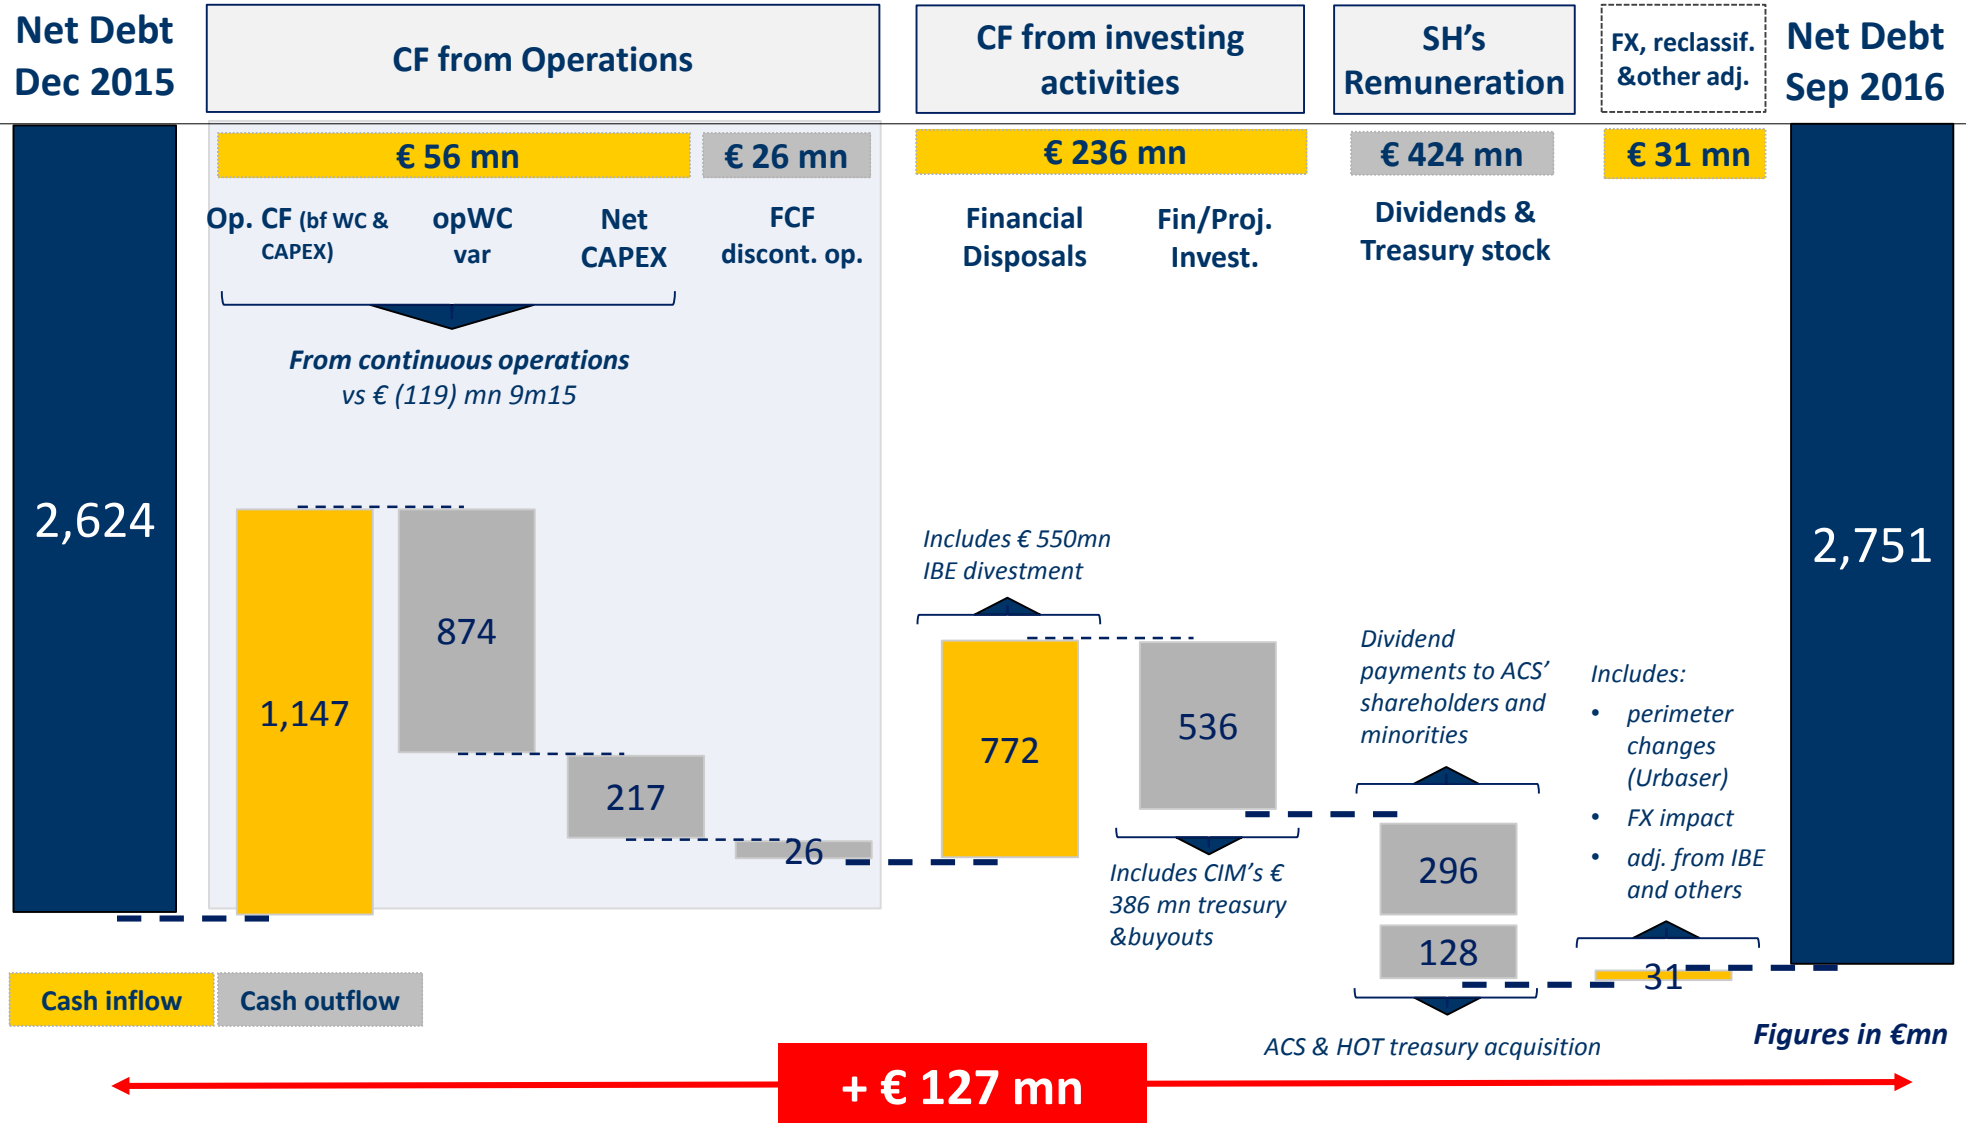 Net Debt
Dec 2015
CF from Operations
CF from investing
activities
SH's
Remuneration
FX, reclassif.
&other adj.
Net Debt
Sep 2016
€ 56 mn
€ 26 mn
€ 236 mn
€ 424 mn
€ 31 mn
Op. CF (bf WC &
CAPEX)
opWC
var
Net
CAPEX
FCF
discont. op.
Financial
Disposals
Fin/Proj.
Invest.
Dividends &
Treasury stock
From continuous operations
vs € (119) mn 9m15
2,624
1,147
874
217
26
Includes € 550mn
IBE divestment
772
536
Includes CIM's €
386 mn treasury
&buyouts
Dividend
payments to ACS'
shareholders and
minorities
296
128
ACS & HOT treasury acquisition
Includes:
• perimeter
changes
(Urbaser)
• FX impact
• adj. from IBE
and others
31
2,751
Cash inflow
Cash outflow
Figures in €mn
+ € 127 mn